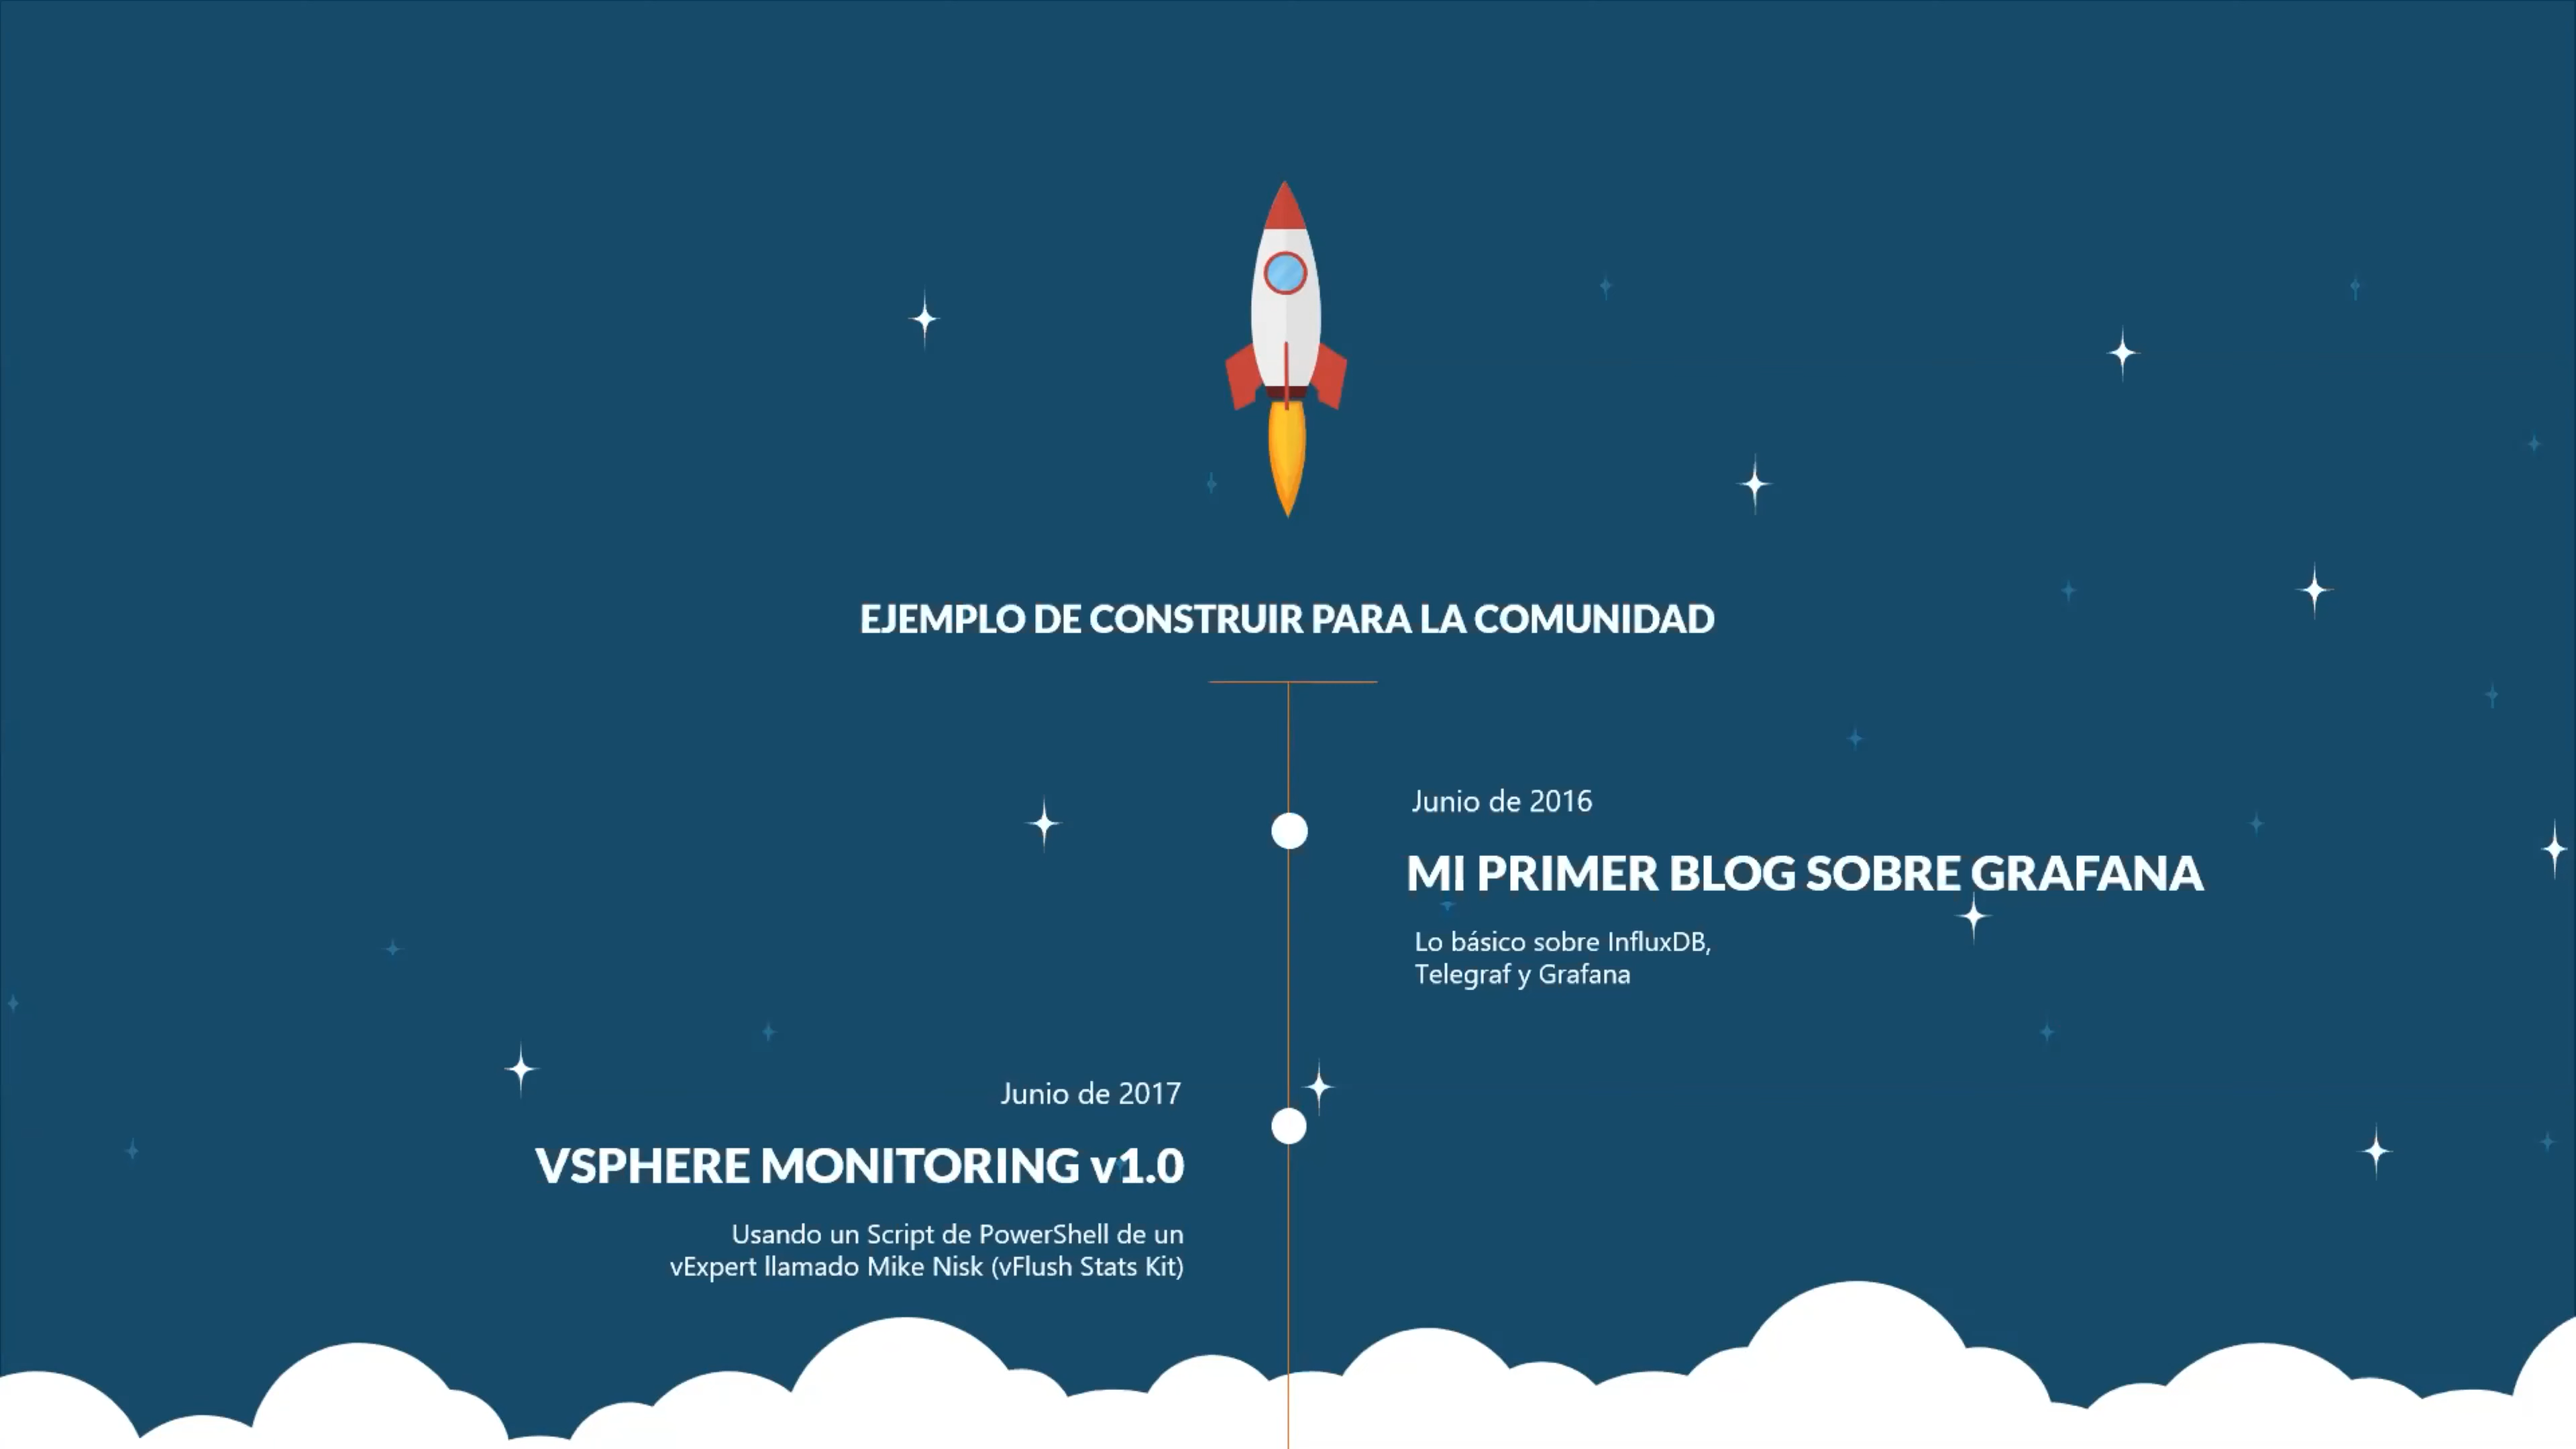 EJEMPLO DE CONSTRUIR PARA LA COMUNIDAD
Junio de 2016
MI PRIMER BLOG SOBRE GRAFANA
Lo básico sobre InfluxDB,
Telegraf y Grafana
Junio de 2017
VSPHERE MONITORING v1.0
Usando un Script de PowerShell de un
vExpert llamado Mike Nisk (vFlush Stats Kit)